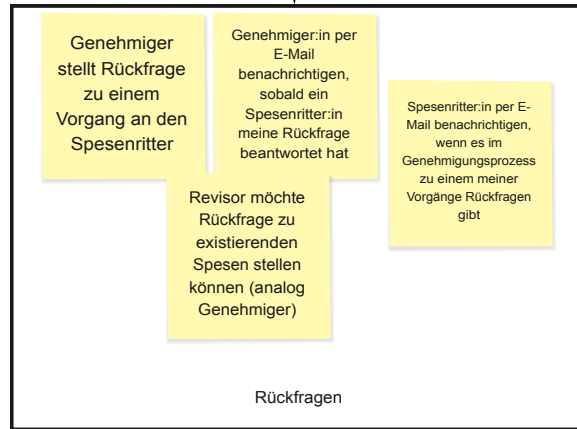 Genehmiger
stellt Rückfrage
zu einem
Vorgang an den
Spesenritter
Genehmiger:in per
E-Mail
benachrichtigen,
sobald ein
Spesenritter:in
meine Rückfrage
beantwortet hat
Spesenritter:in per E-
Mail benachrichtigen,
wenn es im
Genehmigungsprozess
zu einem meiner
Vorgänge Rückfragen
gibt
Revisor möchte
Rückfrage zu
existierenden
Spesen stellen
können (analog
Genehmiger)
Rückfragen